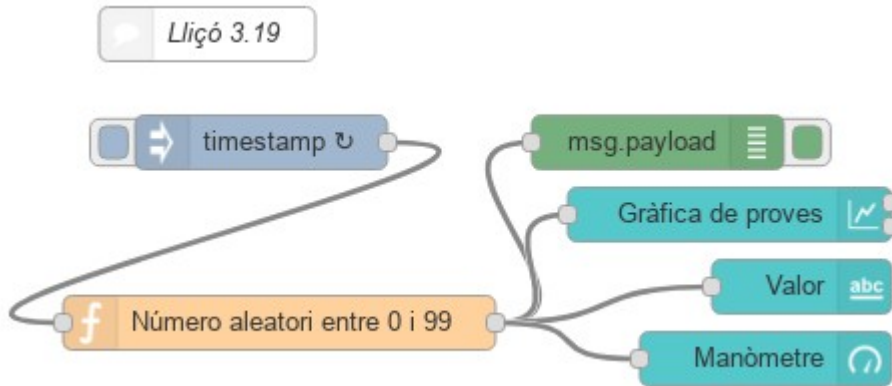 Lliçó 3.19
timestamp ↻
msg.payload
Gràfica de proves
Valor
abc
Número aleatori entre 0 i 99
Manòmetre